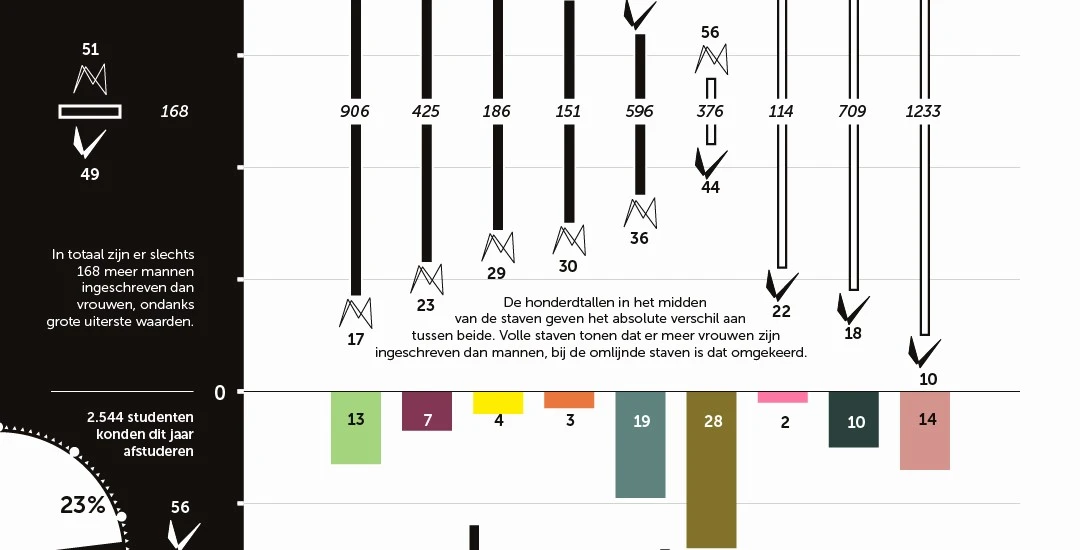 51
56
168
906 425 186 151 596 376 114 709 1233
49
44
36
In totaal zijn er slechts
168 meer mannen
ingeschreven dan
vrouwen, ondanks
grote uiterste waarden.
30
29
23
22
18
17
10
De honderdtallen in het midden
van de staven geven het absolute verschil aan
tussen beide. Volle staven tonen dat er meer vrouwen zijn
ingeschreven dan mannen, bij de omlijnde staven is dat omgekeerd.
0
2.544 studenten
konden dit jaar
afstuderen
13 7 4 3 19 28 2 10 14
23%
56